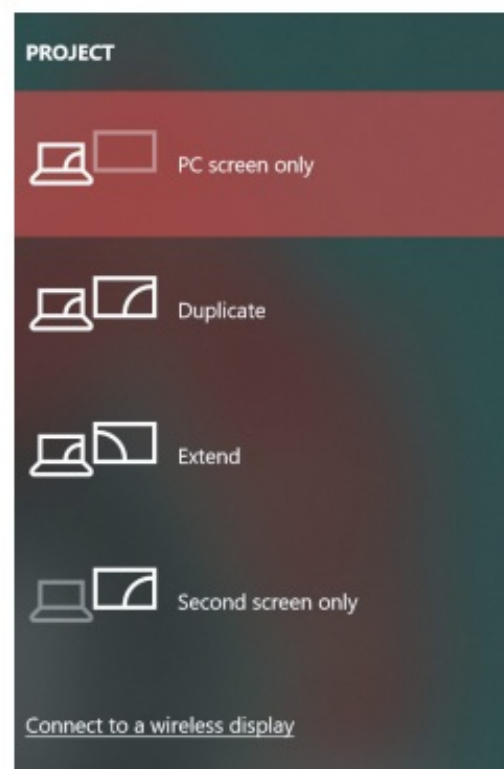 PROJECT
PC screen only
Duplicate
Extend
Second screen only
Connect to a wireless display